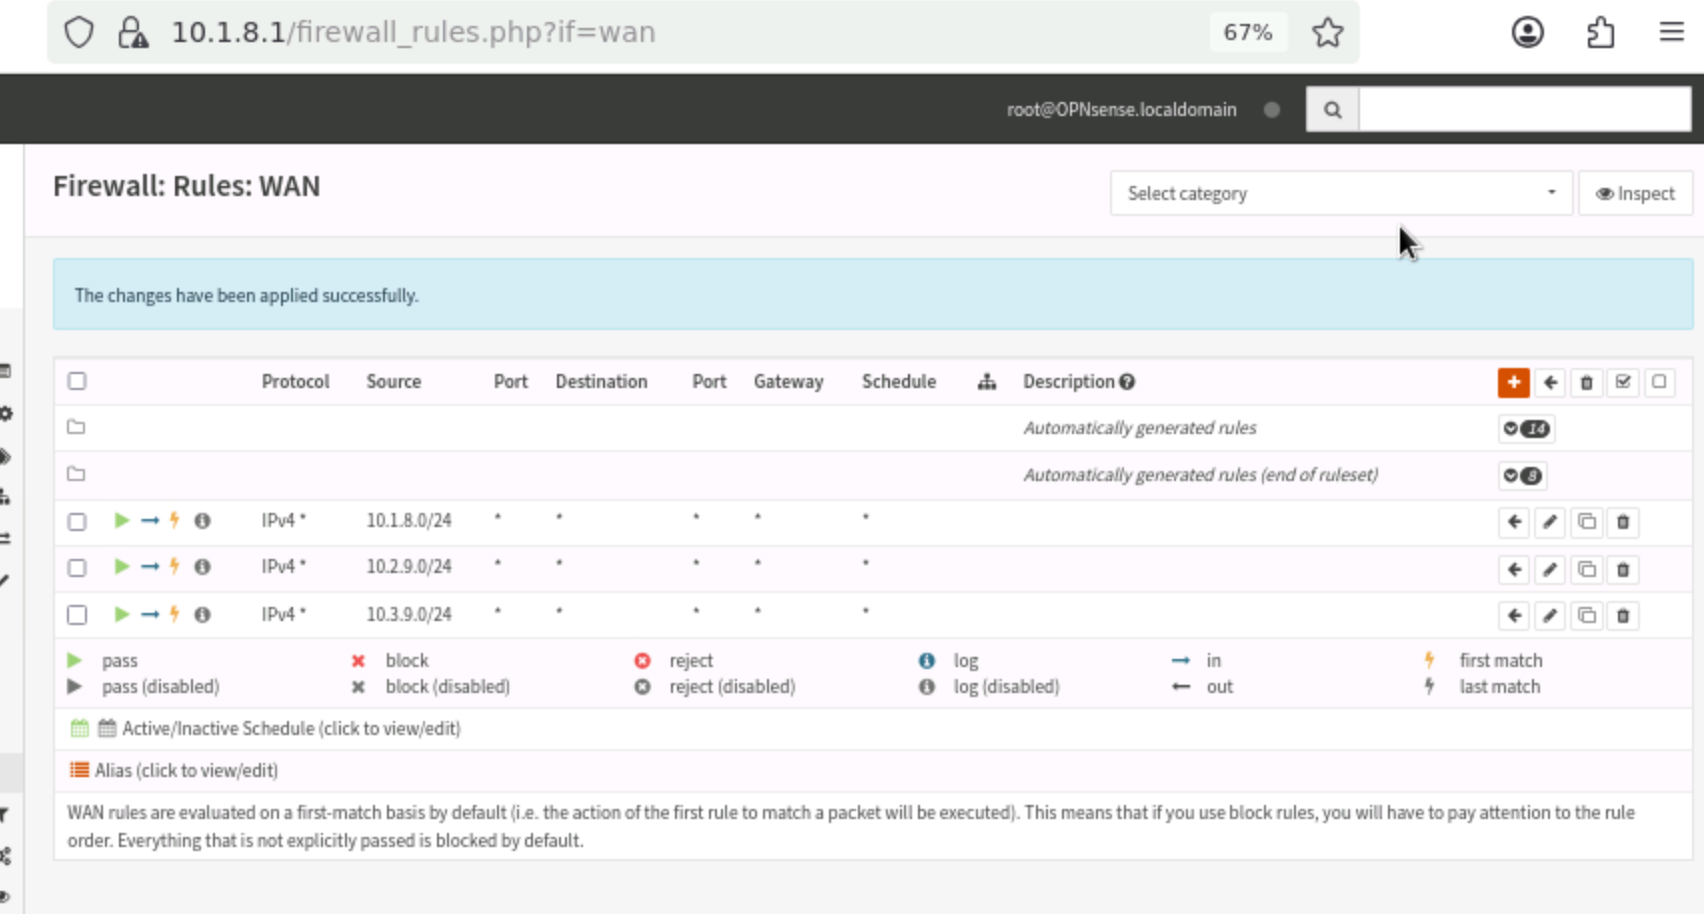 10.1.8.1/firewall_rules.php?if=wan 67%
root@OPNsense.localdomain
Firewall: Rules: WAN Select category Inspect
The changes have been applied successfully.
Protocol Source Port Destination Port Gateway Schedule Description
Automatically generated rules 14
Automatically generated rules (end of ruleset) 8
IPv4 * 10.1.8.0/24 * * * * *
IPv4 * 10.2.9.0/24 * * * * *
IPv4 * 10.3.9.0/24 * * * * *
pass block reject log in first match
pass (disabled) block (disabled) reject (disabled) log (disabled) out last match
Active/Inactive Schedule (click to view/edit)
Alias (click to view/edit)
WAN rules are evaluated on a first-match basis by default (i.e. the action of the first rule to match a packet will be executed). This means that if you use block rules, you will have to pay attention to the rule
order. Everything that is not explicitly passed is blocked by default.